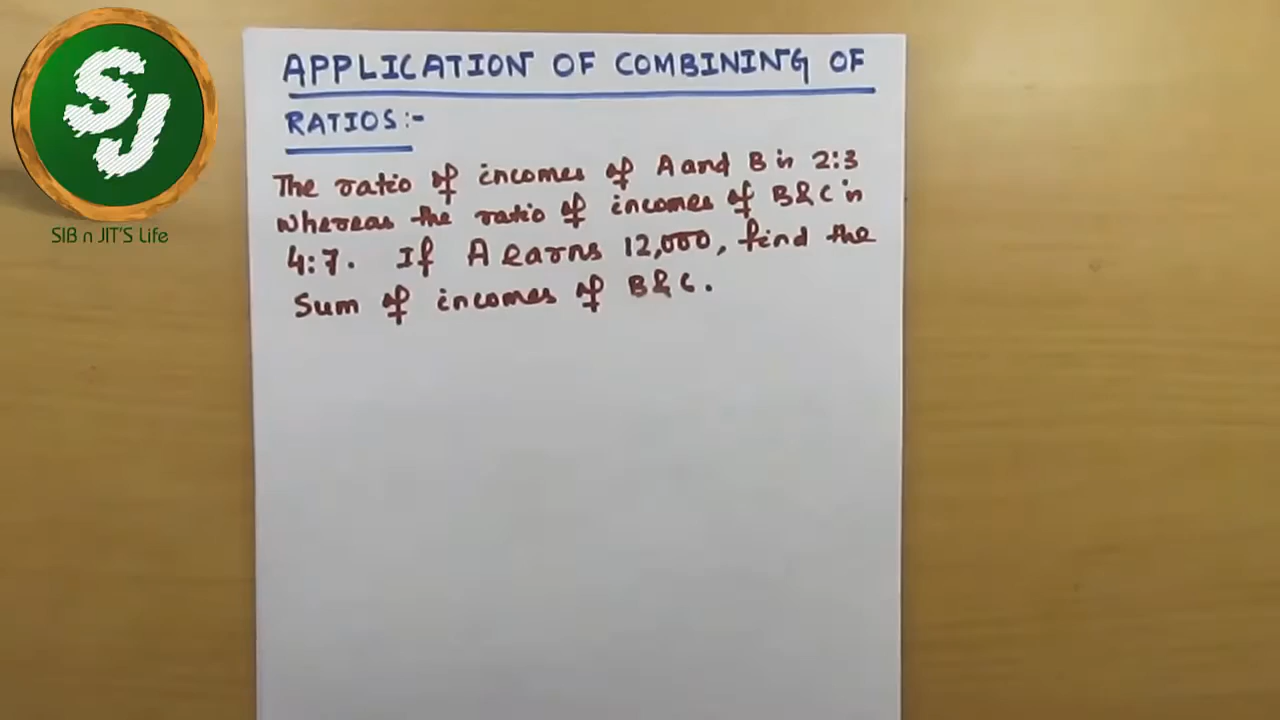 SJ
SIB n JIT'S Life
APPLICATION OF COMBINING OF
RATIOS:-
The ratio of incomes of A and B is 2:3
Whereas the ratio of incomes of B & C is
4:7. If A earns 12,000, find the
Sum of incomes of B & C.